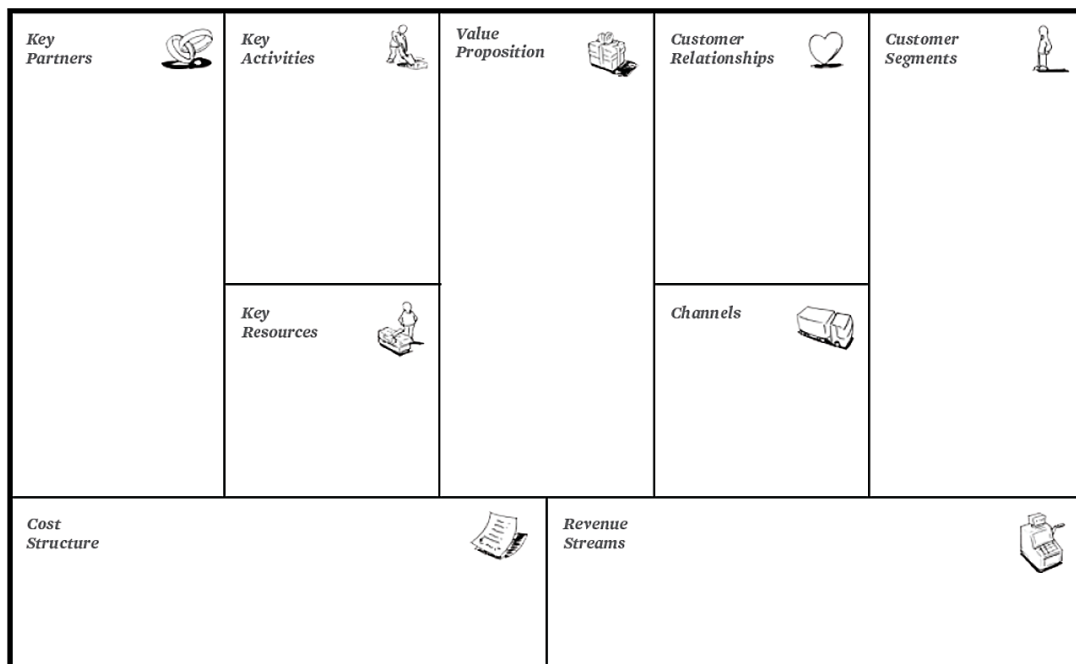 Key
Partners
Key
Activities
Value
Proposition
Customer
Relationships
Customer
Segments
Key
Resources
Channels
Cost
Structure
Revenue
Streams